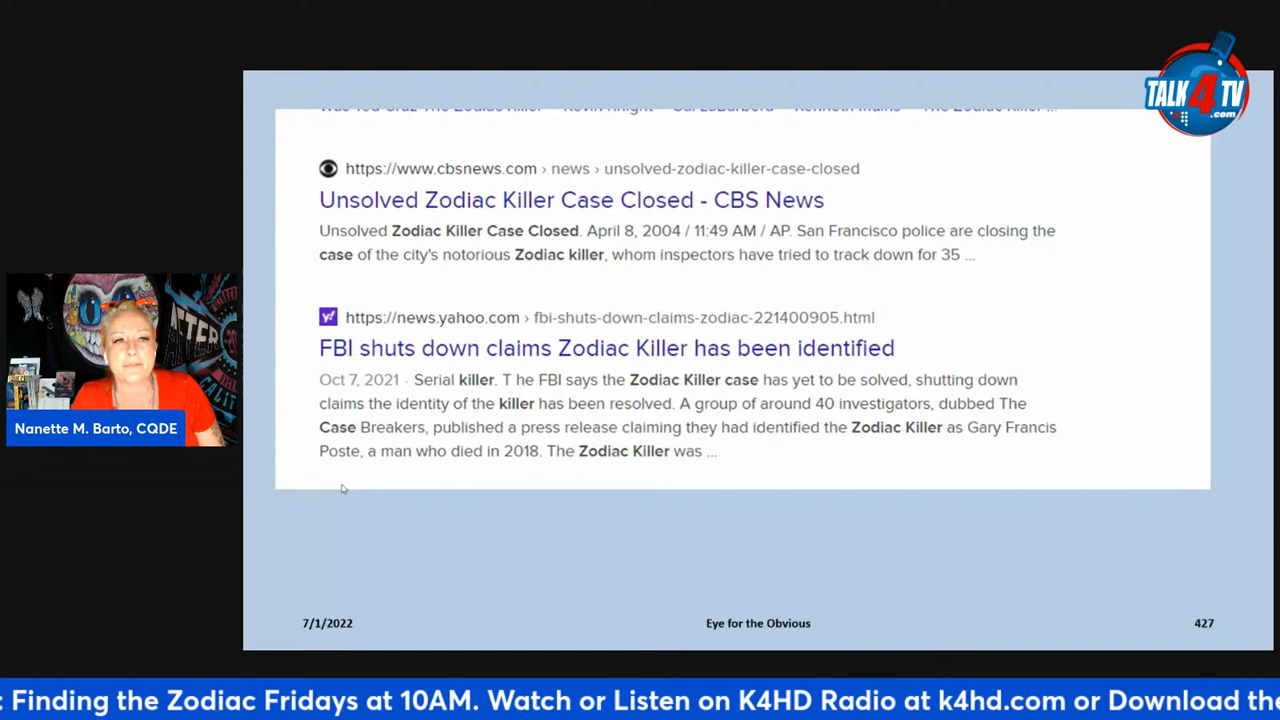 TALK4TV
.com
https://www.cbsnews.com › news › unsolved-zodiac-killer-case-closed
Unsolved Zodiac Killer Case Closed - CBS News
Unsolved Zodiac Killer Case Closed. April 8, 2004 / 11:49 AM / AP. San Francisco police are closing the
case of the city's notorious Zodiac killer, whom inspectors have tried to track down for 35 ...
y!
https://news.yahoo.com › fbi-shuts-down-claims-zodiac-221400905.html
FBI shuts down claims Zodiac Killer has been identified
Oct 7, 2021 · Serial killer. T he FBI says the Zodiac Killer case has yet to be solved, shutting down
claims the identity of the killer has been resolved. A group of around 40 investigators, dubbed The
Case Breakers, published a press release claiming they had identified the Zodiac Killer as Gary Francis
Poste, a man who died in 2018. The Zodiac Killer was ...
AFTER
CALIF
Nanette M. Barto, CQDE
7/1/2022
Eye for the Obvious
427
: Finding the Zodiac Fridays at 10AM. Watch or Listen on K4HD Radio at k4hd.com or Download the